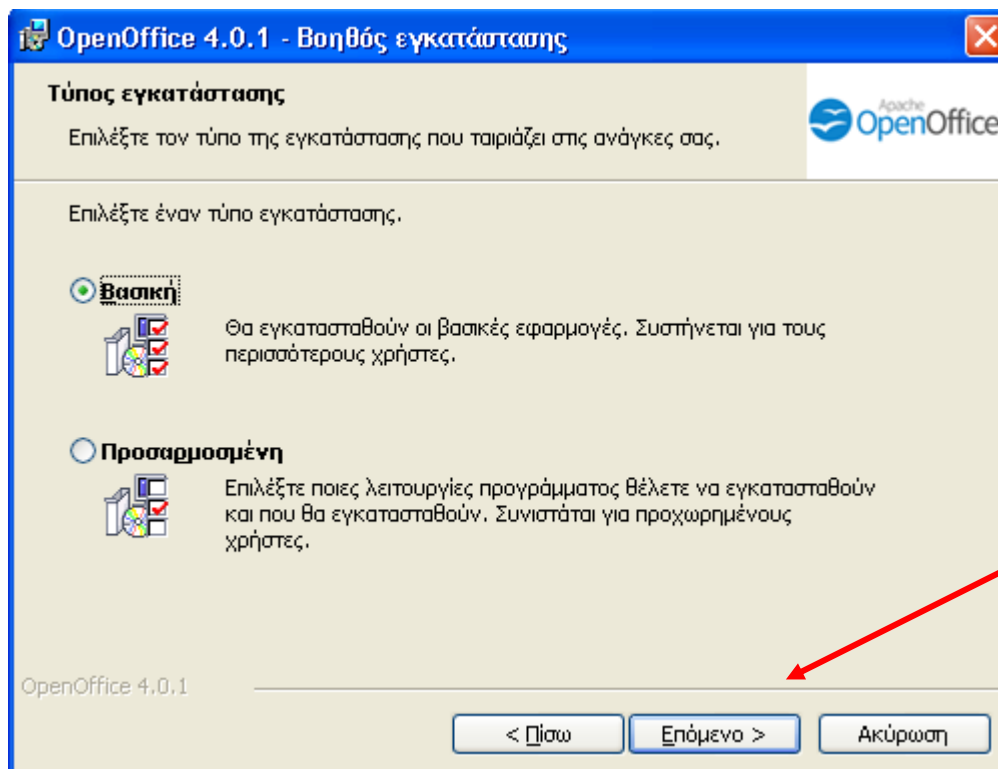 OpenOffice 4.0.1 - Βοηθός εγκατάστασης
Τύπος εγκατάστασης
Επιλέξτε τον τύπο της εγκατάστασης που ταιριάζει στις ανάγκες σας.
Apache
OpenOffice
Επιλέξτε έναν τύπο εγκατάστασης.
Βασική
Θα εγκατασταθούν οι βασικές εφαρμογές. Συστήνεται για τους
περισσότερους χρήστες.
Προσαρμοσμένη
Επιλέξτε ποιες λειτουργίες προγράμματος θέλετε να εγκατασταθούν
και που θα εγκατασταθούν. Συνιστάται για προχωρημένους
χρήστες.
OpenOffice 4.0.1
< Πίσω
Επόμενο >
Ακύρωση